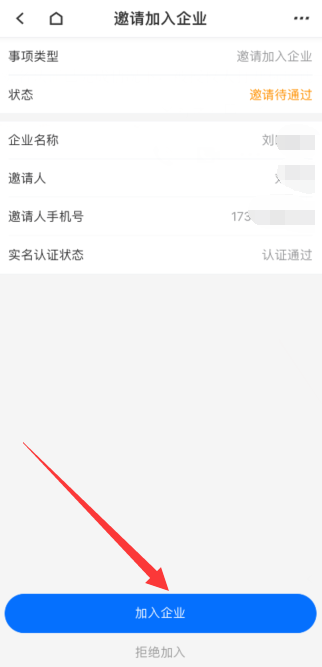 邀请加入企业
事项类型 邀请加入企业
状态 邀请待通过
企业名称 刘
邀请人
邀请人手机号 173
实名认证状态 认证通过
加入企业
拒绝加入